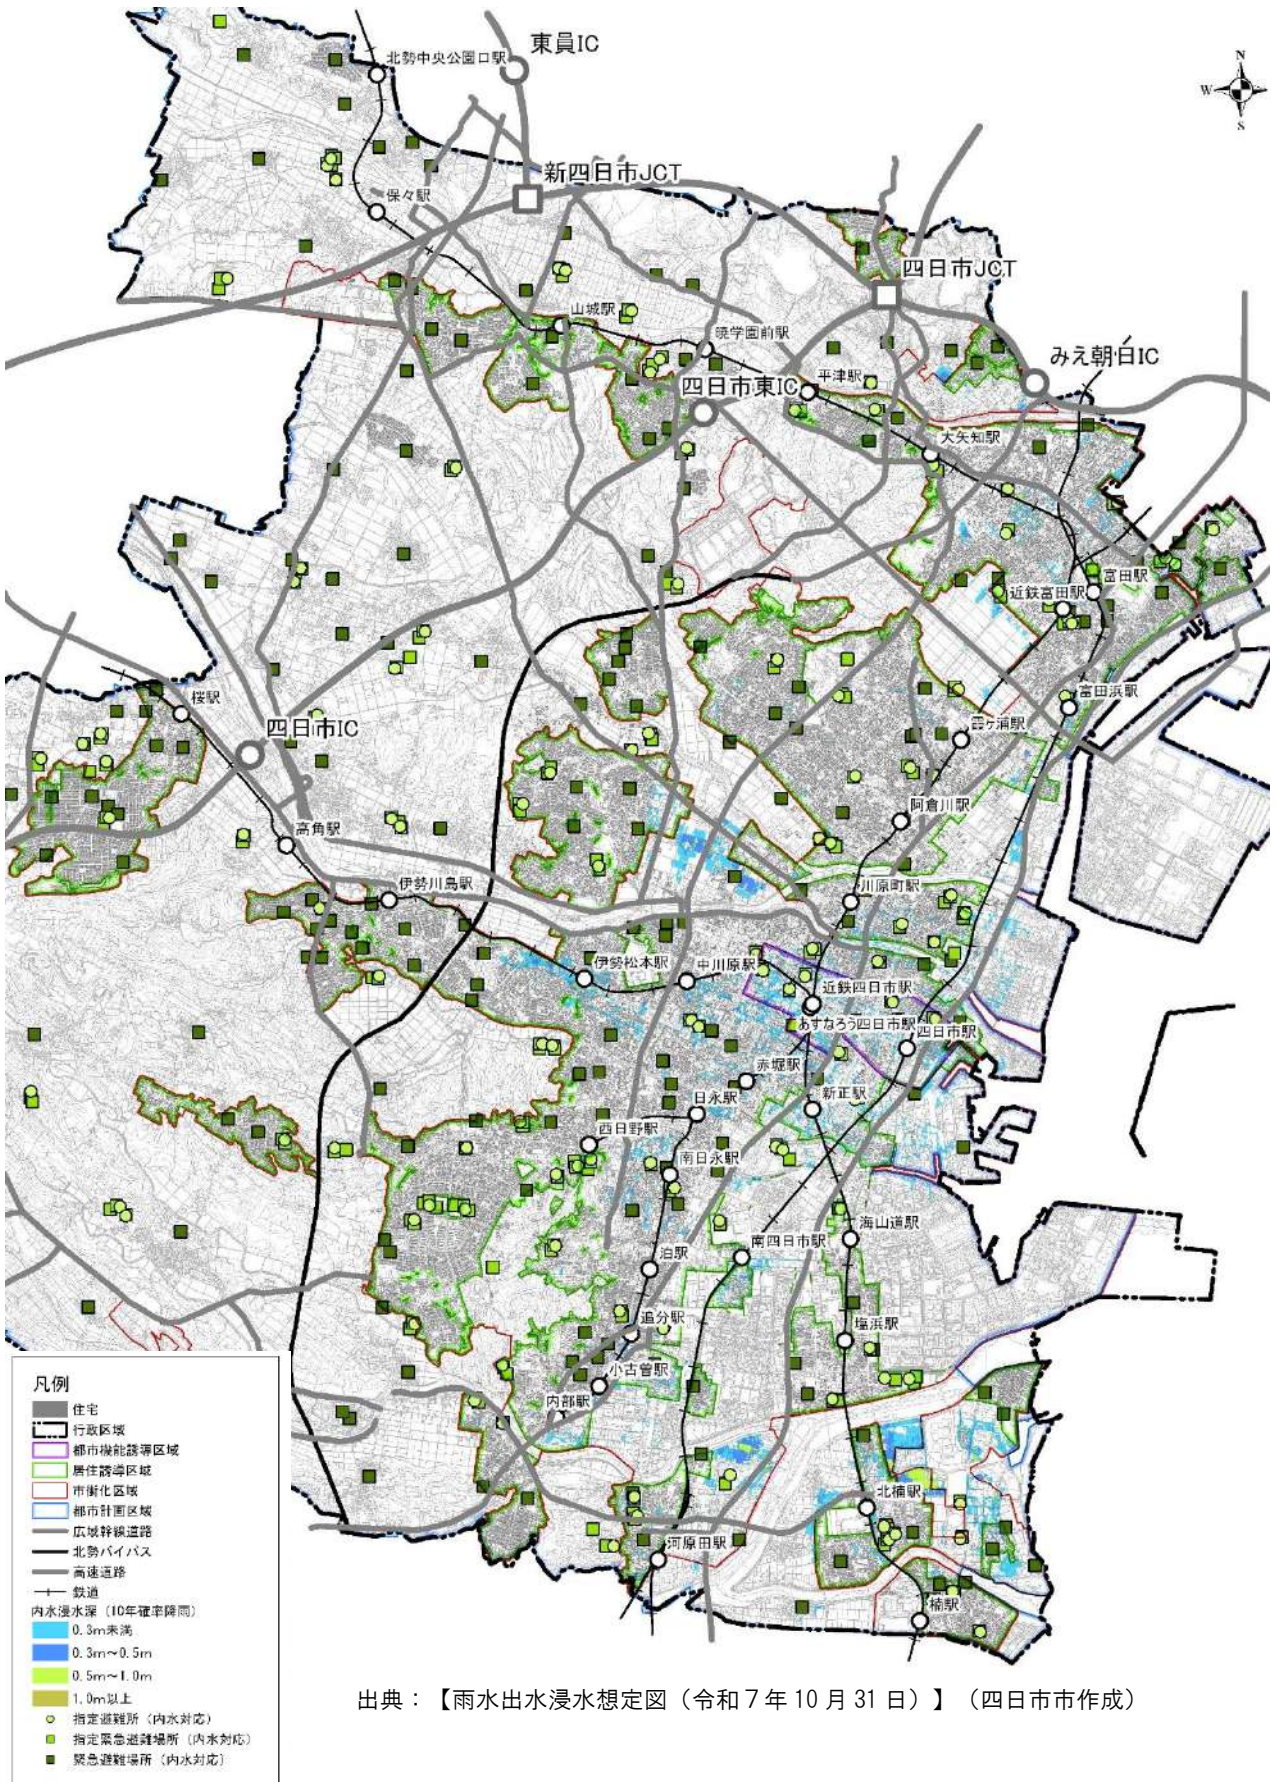 東員IC
北勢中央公園口駅
N
W
S
新四日市JCT
保々駅
四日市JCT
山城駅
暁学園前駅
みえ朝日IC
平津駅
四日市東IC
大矢知駅
富田駅
近鉄富田駅
富田浜駅
桜駅
四日市IC
霞ヶ浦駅
阿倉川駅
高角駅
伊勢川島駅
川原町駅
伊勢松本駅
中川原駅
近鉄四日市駅
あすなろう四日市駅
四日市駅
赤堀駅
新正駅
日永駅
西日野駅
南日永駅
海山道駅
南四日市駅
泊駅
追分駅
塩浜駅
小古曽駅
内部駅
北楠駅
河原田駅
楠駅
凡例
住宅
行政区域
都市機能誘導区域
居住誘導区域
市街化区域
都市計画区域
広域幹線道路
北勢バイパス
高速道路
鉄道
内水浸水深（10年確率降雨）
0.3m未満
0.3m～0.5m
0.5m～1.0m
1.0m以上
指定避難所（内水対応）
指定緊急避難場所（内水対応）
緊急避難場所（内水対応）
出典：【雨水出水浸水想定図（令和７年 10 月 31 日）】（四日市市作成）